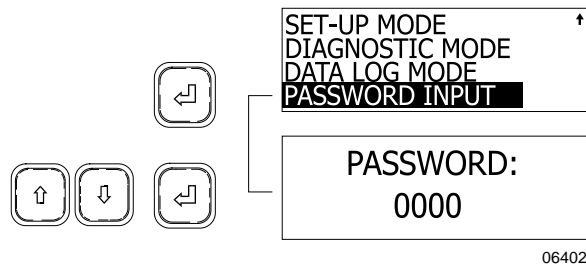 SET-UP MODE
DIAGNOSTIC MODE
DATA LOG MODE
PASSWORD INPUT
PASSWORD:
0000
06402